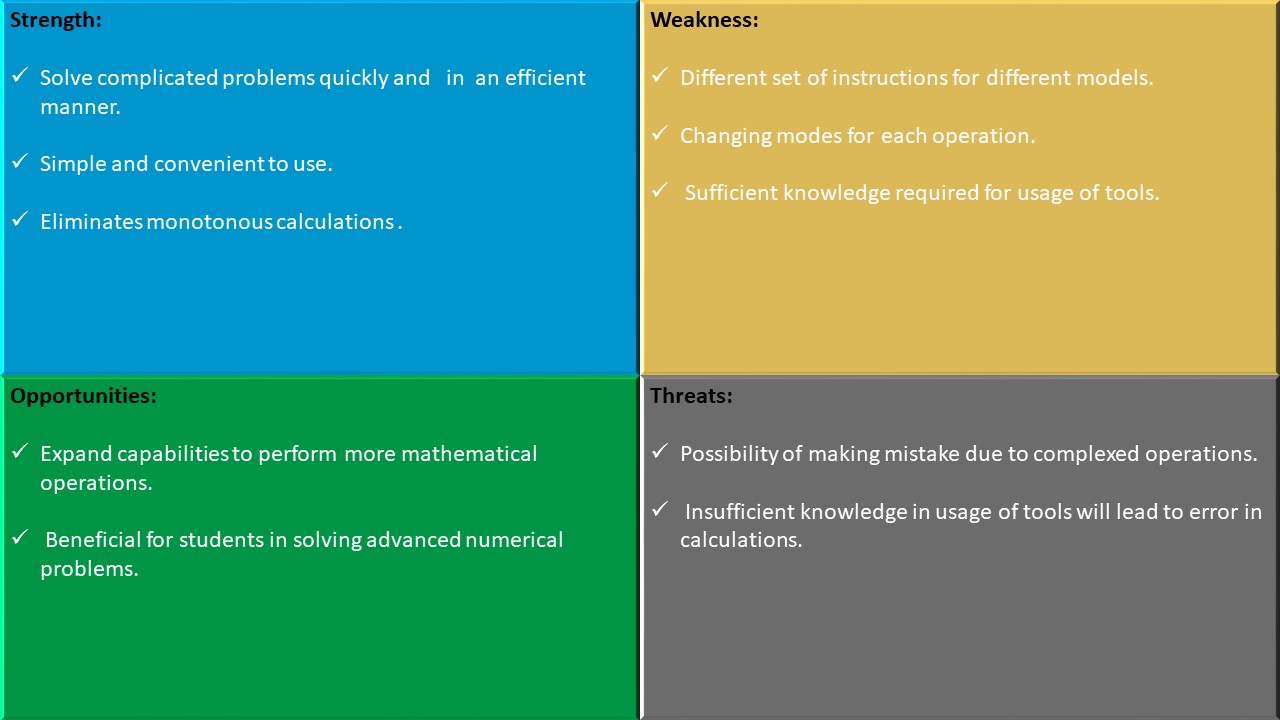 Strength:
✓ Solve complicated problems quickly and in an efficient
manner.
✓ Simple and convenient to use.
✓ Eliminates monotonous calculations .
Weakness:
✓ Different set of instructions for different models.
✓ Changing modes for each operation.
✓ Sufficient knowledge required for usage of tools.
Opportunities:
✓ Expand capabilities to perform more mathematical
operations.
✓ Beneficial for students in solving advanced numerical
problems.
Threats:
✓ Possibility of making mistake due to complexed operations.
✓ Insufficient knowledge in usage of tools will lead to error in
calculations.